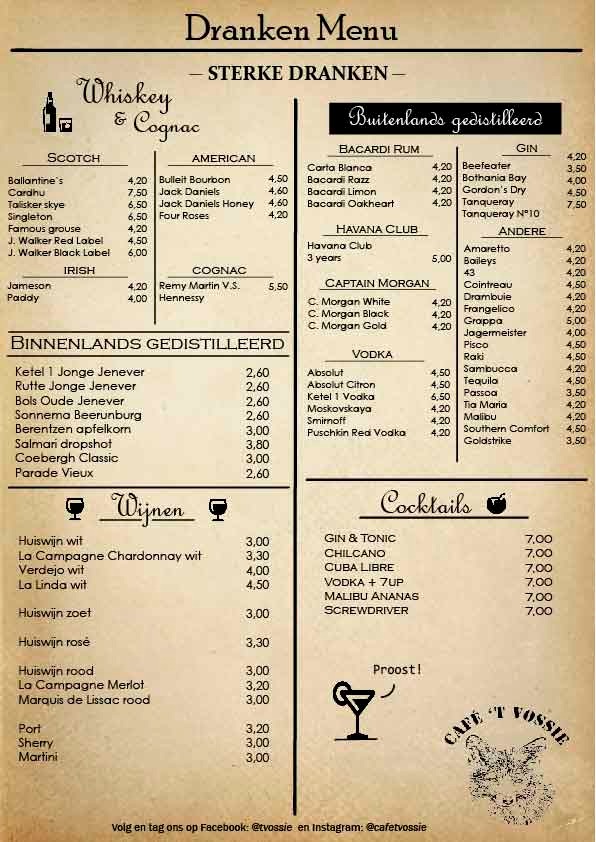 Dranken Menu
– STERKE DRANKEN –
Whiskey
& Cognac
SCOTCH
Ballantine's 4,20
Cardhu 7,50
Talisker skye 6,50
Singleton 6,50
Famous grouse 4,20
J. Walker Red Label 4,50
J. Walker Black Label 6,00
AMERICAN
Bulleit Bourbon 4,50
Jack Daniels 4,60
Jack Daniels Honey 4,60
Four Roses 4,20
IRISH
Jameson 4,20
Paddy 4,00
COGNAC
Remy Martin V.S. 5,50
Hennessy
BINNENLANDS GEDISTILLEERD
Ketel 1 Jonge Jenever 2,60
Rutte Jonge Jenever 2,60
Bols Oude Jenever 2,60
Sonnema Beerunburg 2,60
Berentzen apfelkorn 3,00
Salmari dropshot 3,80
Coebergh Classic 3,00
Parade Vieux 2,60
Wijnen
Huiswijn wit 3,00
La Campagne Chardonnay wit 3,30
Verdejo wit 4,00
La Linda wit 4,50
Huiswijn zoet 3,00
Huiswijn rosé 3,30
Huiswijn rood 3,00
La Campagne Merlot 3,20
Marquis de Lissac rood 3,00
Port 3,20
Sherry 3,00
Martini 3,00
Buitenlands gedistilleerd
BACARDI RUM
Carta Blanca 4,20
Bacardi Razz 4,20
Bacardi Limon 4,20
Bacardi Oakheart 4,20
HAVANA CLUB
Havana Club
3 years 5,00
CAPTAIN MORGAN
C. Morgan White 4,20
C. Morgan Black 4,20
C. Morgan Gold 4,20
VODKA
Absolut 4,50
Absolut Citron 4,50
Ketel 1 Vodka 6,50
Moskovskaya 4,20
Smirnoff 4,20
Puschkin Red Vodka 4,20
GIN
4,20
Beefeater 3,50
Bothania Bay 4,00
Gordon's Dry 4,50
Tanqueray 7,50
Tanqueray N°10
ANDERE
Amaretto 4,20
Baileys 4,20
43 4,20
Cointreau 4,50
Drambuie 4,20
Frangelico 4,20
Grappa 5,00
Jagermeister 4,00
Pisco 4,50
Raki 4,50
Sambucca 4,20
Tequila 4,50
Passoa 3,50
Tia Maria 4,20
Malibu 4,20
Southern Comfort 4,50
Goldstrike 3,50
Cocktails
GIN & TONIC 7,00
CHILCANO 7,00
CUBA LIBRE 7,00
VODKA + 7UP 7,00
MALIBU ANANAS 7,00
SCREWDRIVER 7,00
Proost!
CAFÉ 'T VOSSIE
Volg en tag ons op Facebook: @tvossie en Instagram: @cafetvossie